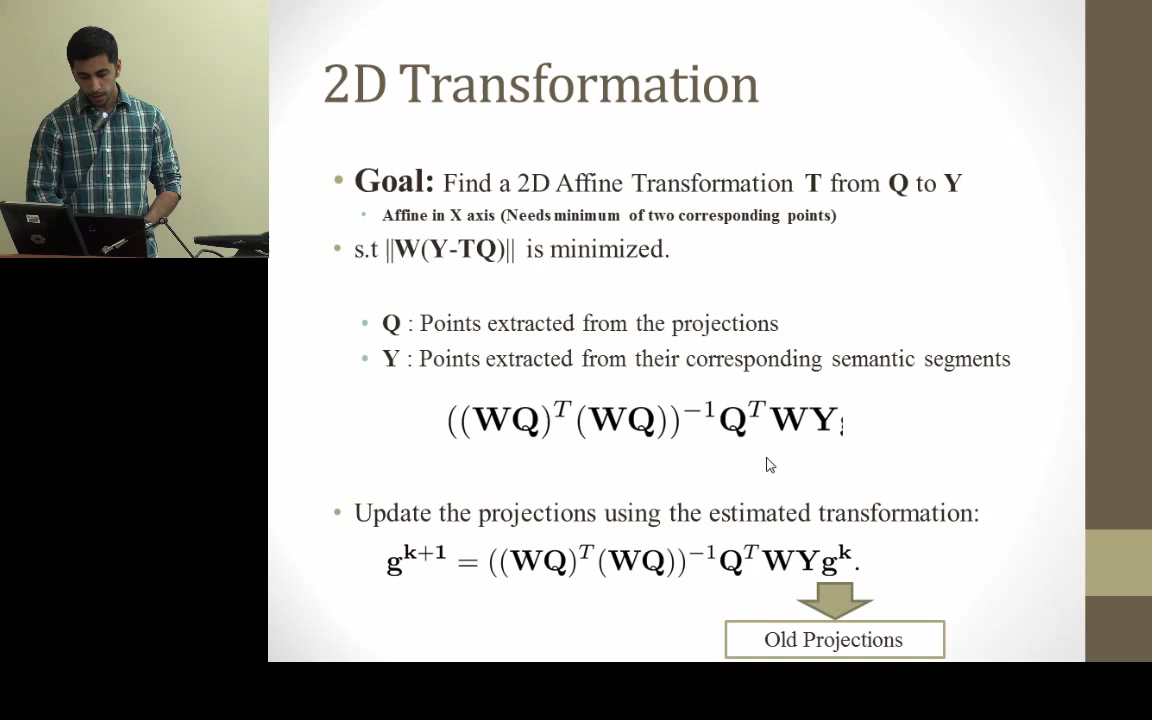 2D Transformation
• Goal: Find a 2D Affine Transformation T from Q to Y
• Affine in X axis (Needs minimum of two corresponding points)
• s.t ||W(Y-TQ)|| is minimized.
• Q : Points extracted from the projections
• Y : Points extracted from their corresponding semantic segments
((WQ)^T(WQ))^{-1}Q^TWY
• Update the projections using the estimated transformation:
g^{k+1} = ((WQ)^T(WQ))^{-1}Q^TWYg^k.
Old Projections